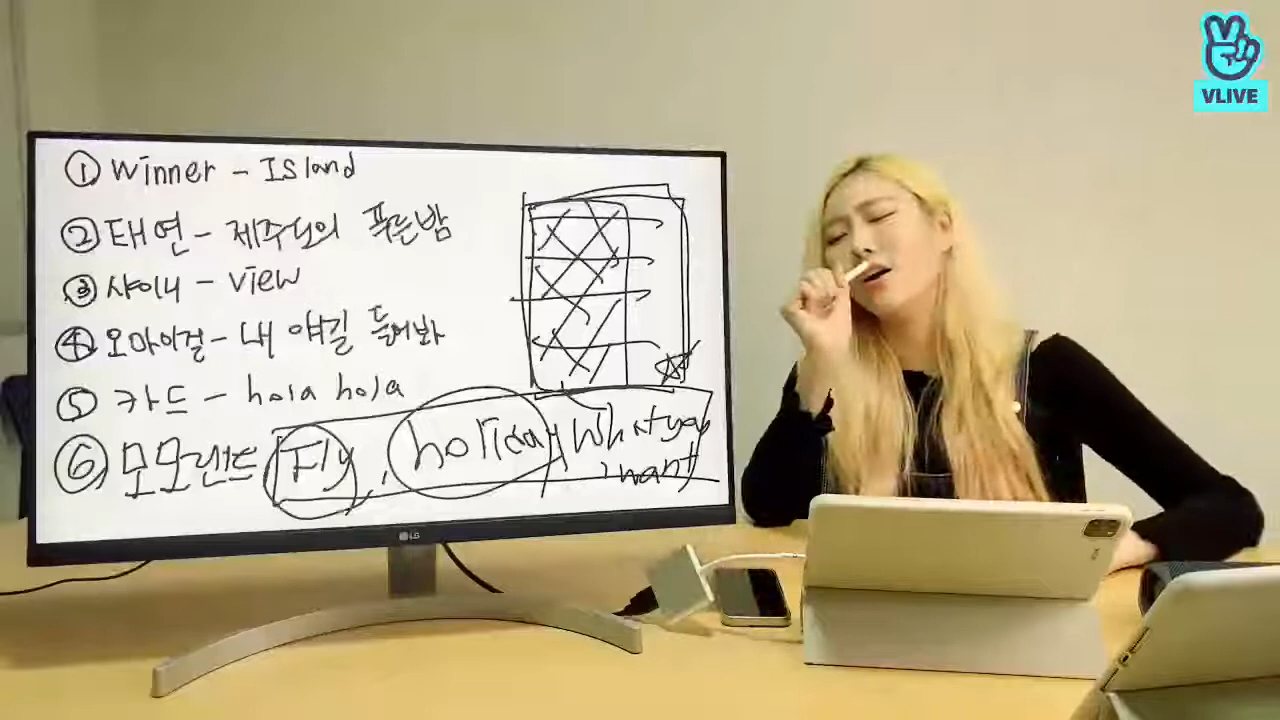 VLIVE
① Winner - Island
② 태연 - 제주도의 푸른밤
③ 샤이니 - View
④ 오마이걸 - 내 얘길 들어봐
⑤ 카드 - hola hola
⑥ 모모랜드 Fly, holiday, What you want
LG